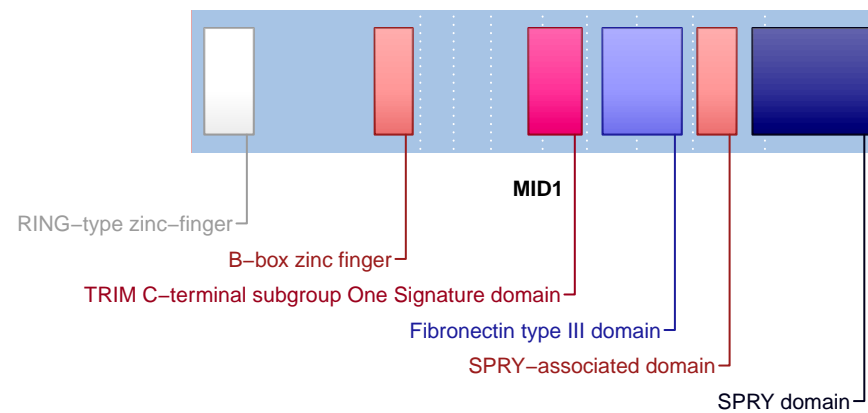 MID1
RING−type zinc−finger
B−box zinc finger
TRIM C−terminal subgroup One Signature domain
Fibronectin type III domain
SPRY−associated domain
SPRY domain